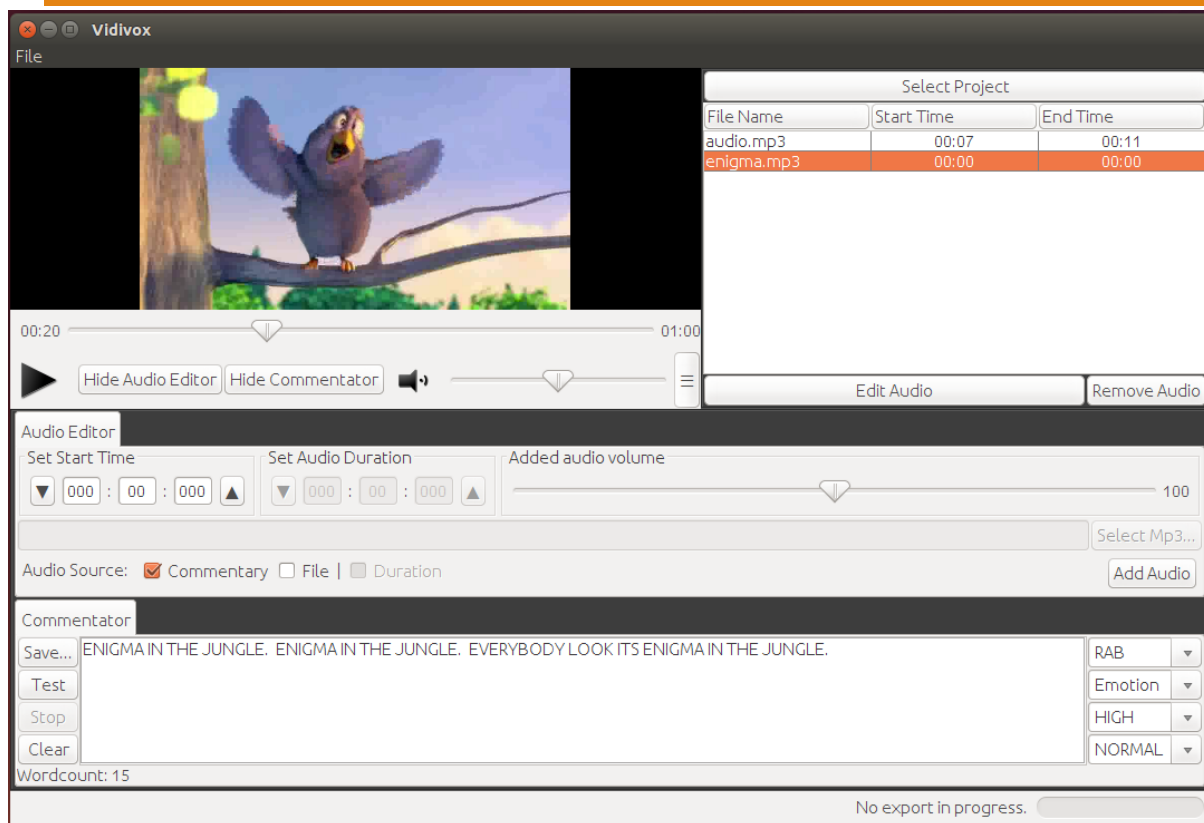 Vidivox
File
Select Project
File Name Start Time End Time
audio.mp3 00:07 00:11
enigma.mp3 00:00 00:00
00:20 01:00
Hide Audio Editor Hide Commentator
Edit Audio Remove Audio
Audio Editor
Set Start Time Set Audio Duration Added audio volume
000 : 00 : 000 000 : 00 : 000 100
Select Mp3...
Audio Source: Commentary File | Duration Add Audio
Commentator
Save... ENIGMA IN THE JUNGLE.  ENIGMA IN THE JUNGLE.  EVERYBODY LOOK ITS ENIGMA IN THE JUNGLE. RAB
Test Emotion
Stop HIGH
Clear NORMAL
Wordcount: 15
No export in progress.